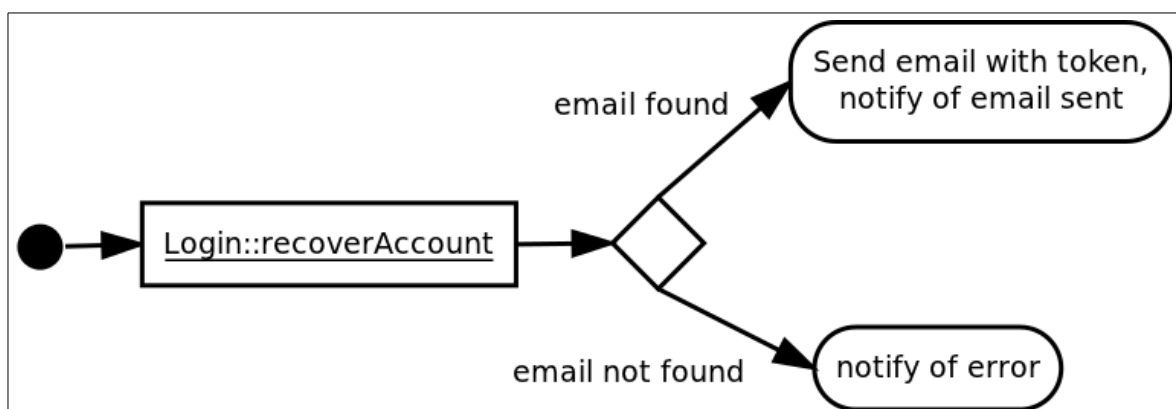 Send email with token,
notify of email sent
email found
Login::recoverAccount
email not found
notify of error